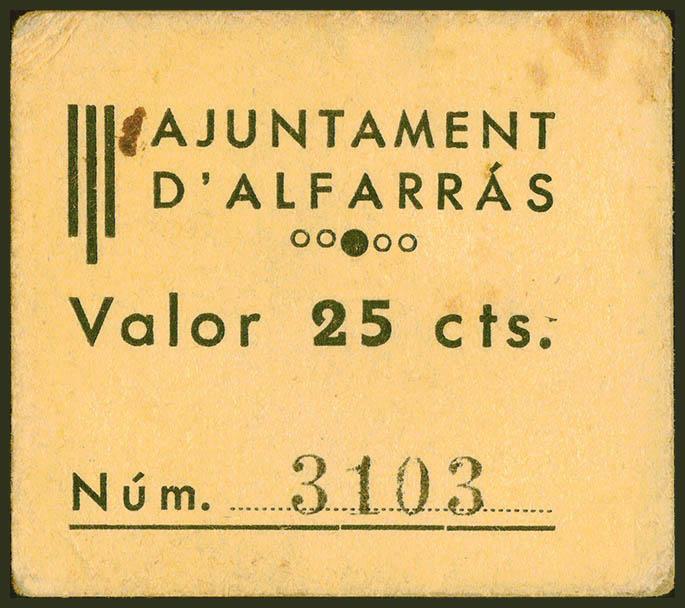 AJUNTAMENT
D'ALFARRÁS
Valor 25 cts.
Núm. 3103